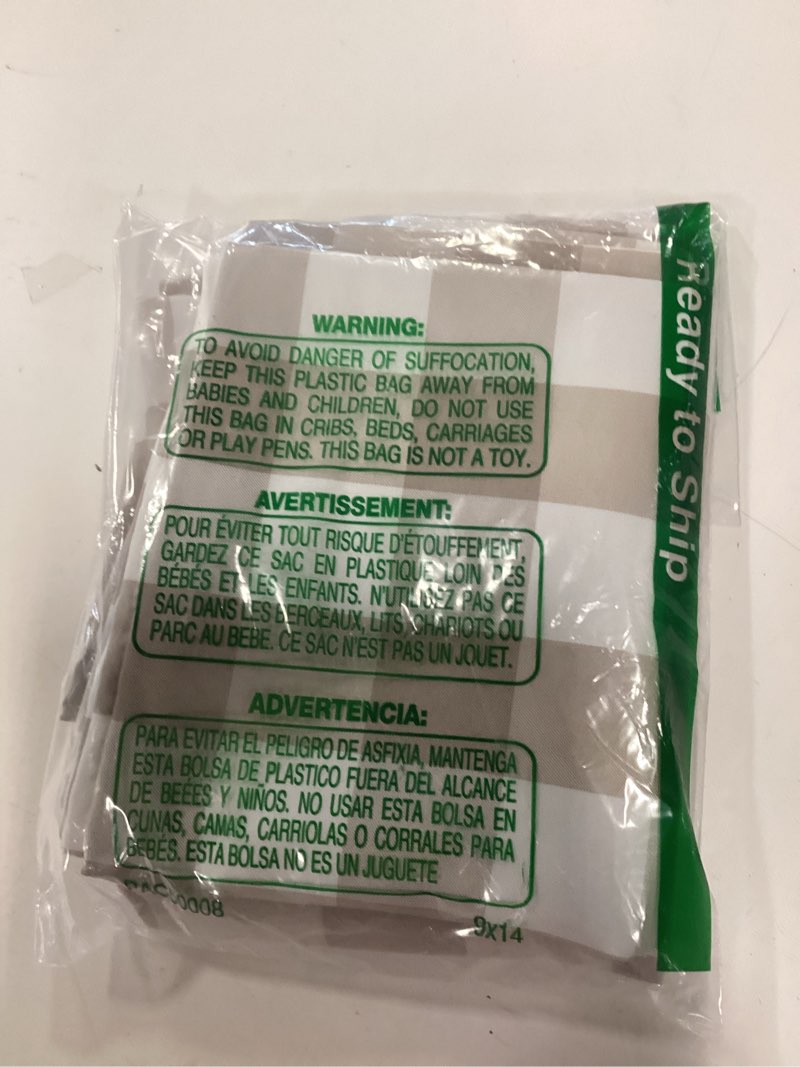 WARNING:
TO AVOID DANGER OF SUFFOCATION,
KEEP THIS PLASTIC BAG AWAY FROM
BABIES AND CHILDREN, DO NOT USE
THIS BAG IN CRIBS, BEDS, CARRIAGES
OR PLAY PENS. THIS BAG IS NOT A TOY.
AVERTISSEMENT:
POUR ÉVITER TOUT RISQUE D'ÉTOUFFEMENT,
GARDEZ CE SAC EN PLASTIQUE LOIN DES
BÉBÉS ET LES ENFANTS. N'UTILISEZ PAS CE
SAC DANS LES BERCEAUX, LITS, CHARIOTS OU
PARC AU BEBE. CE SAC N'EST PAS UN JOUET.
ADVERTENCIA:
PARA EVITAR EL PELIGRO DE ASFIXIA, MANTENGA
ESTA BOLSA DE PLASTICO FUERA DEL ALCANCE
DE BEÉES Y NIÑOS. NO USAR ESTA BOLSA EN
CUNAS, CAMAS, CARRIOLAS O CORRALES PARA
BEBÉS. ESTA BOLSA NO ES UN JUGUETE
9x14
Ready to Ship